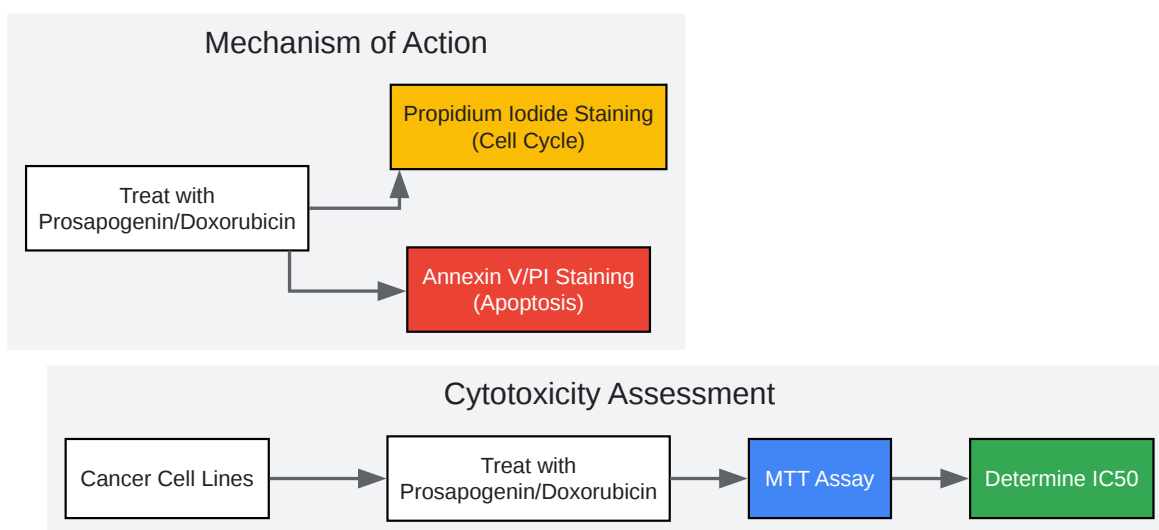 Mechanism of Action
Propidium Iodide Staining
(Cell Cycle)
Treat with
Prosapogenin/Doxorubicin
Annexin V/PI Staining
(Apoptosis)
Cytotoxicity Assessment
Cancer Cell Lines
Treat with
Prosapogenin/Doxorubicin
MTT Assay
Determine IC50